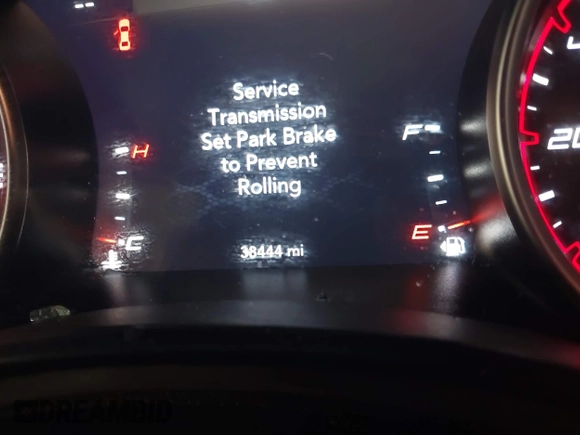 Service
Transmission
Set Park Brake
to Prevent
Rolling
H
F
C
E
38444 mi
20
DREAMBID